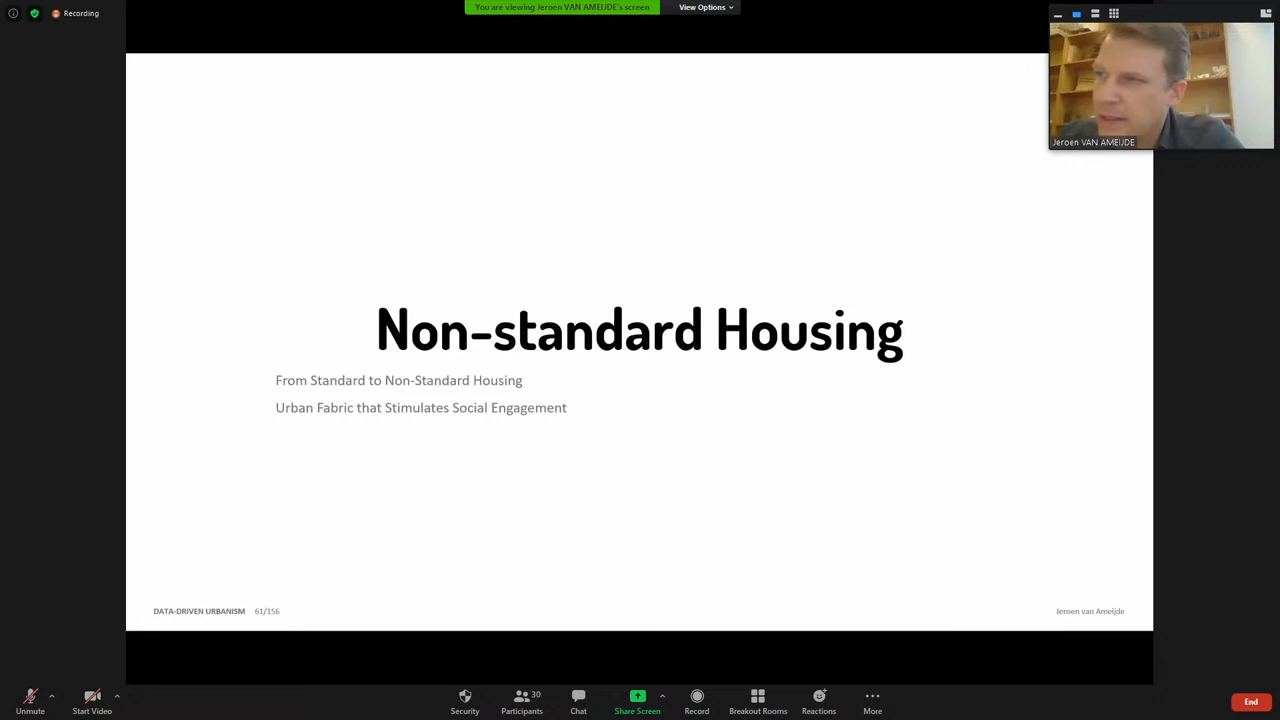 Recording
You are viewing Jeroen VAN AMEIJDE's screen
View Options
Jeroen VAN AMEIJDE
Non-standard Housing
From Standard to Non-Standard Housing
Urban Fabric that Stimulates Social Engagement
DATA-DRIVEN URBANISM 61/156
Jeroen van Ameijde
Unmute
Start Video
Security
Participants 30
Chat
Share Screen
Record
Breakout Rooms
Reactions
More
End